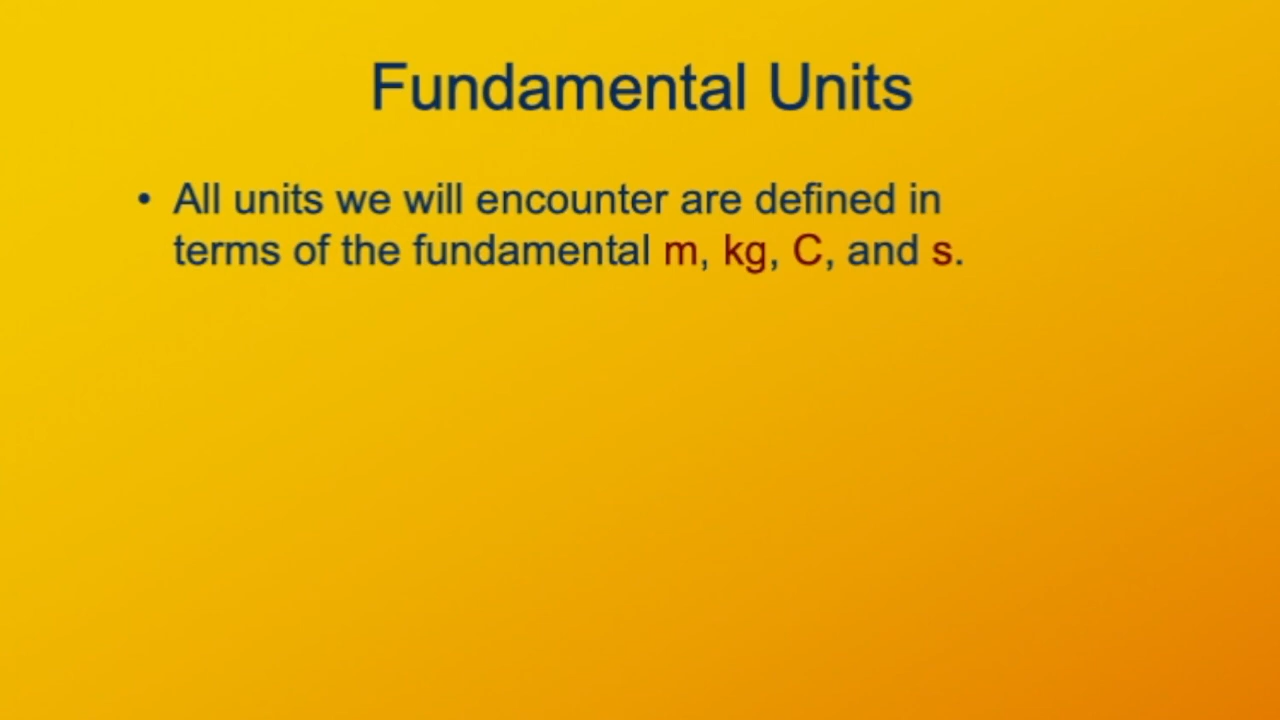 Fundamental Units
• All units we will encounter are defined in
terms of the fundamental m, kg, C, and s.